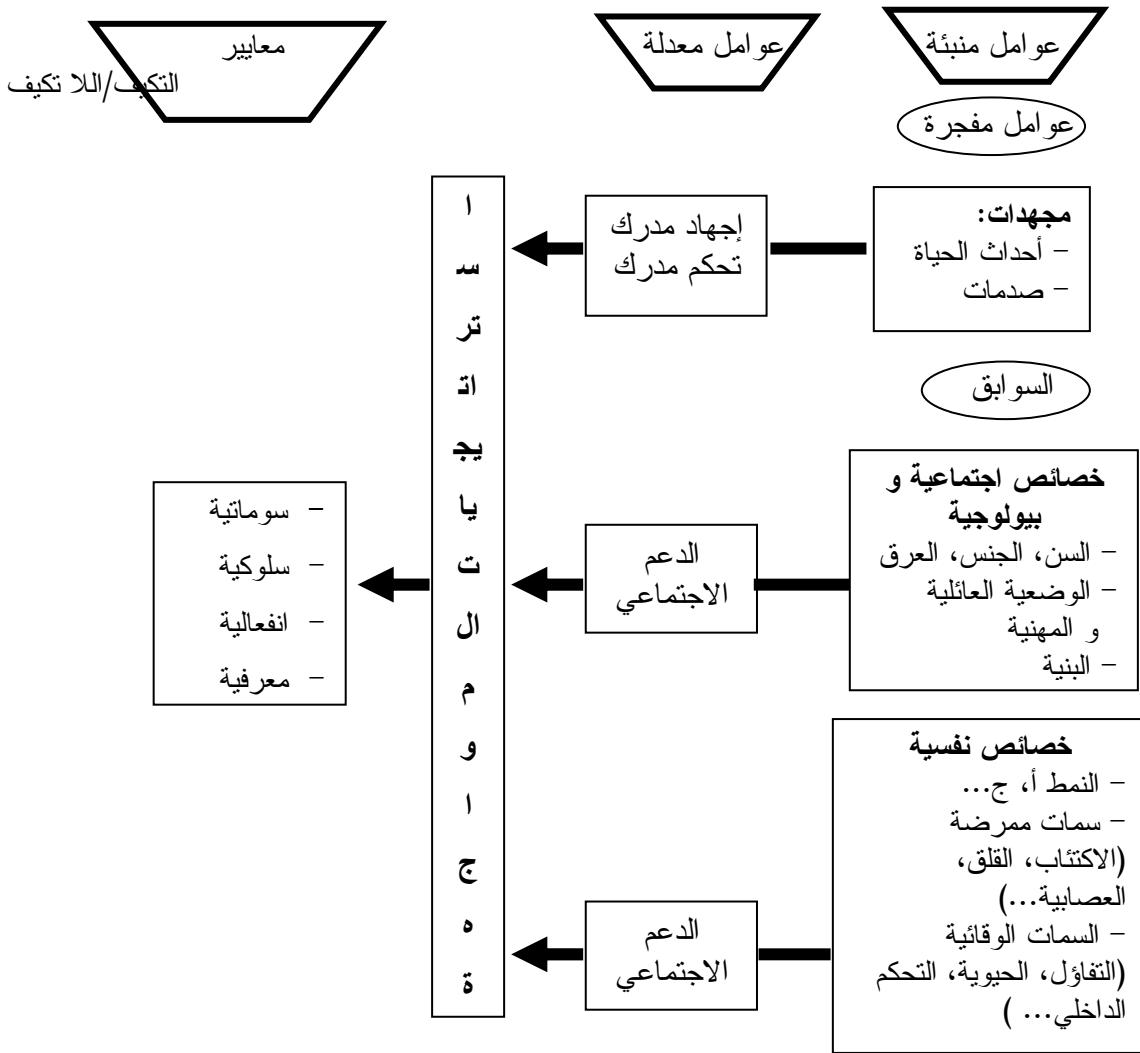 عوامل منبئة
عوامل معدلة
معايير
التكيف/اللا تكيف
عوامل مفجرة
مجهدات:
– أحداث الحياة
– صدمات
إجهاد مدرك
تحكم مدرك
السوابق
خصائص اجتماعية و
بيولوجية
– السن، الجنس، العرق
– الوضعية العائلية
و المهنية
– البنية
الدعم
الاجتماعي
خصائص نفسية
– النمط أ، ج...
– سمات ممرضة
(الاكتئاب، القلق،
العصابية...)
– السمات الوقائية
(التفاؤل، الحيوية، التحكم
الداخلي... )
الدعم
الاجتماعي
ا
سـ
تر
اتـ
يجـ
يا
ت
ال
م
و
ا
ج
ه
ة
– سوماتية
– سلوكية
– انفعالية
– معرفية